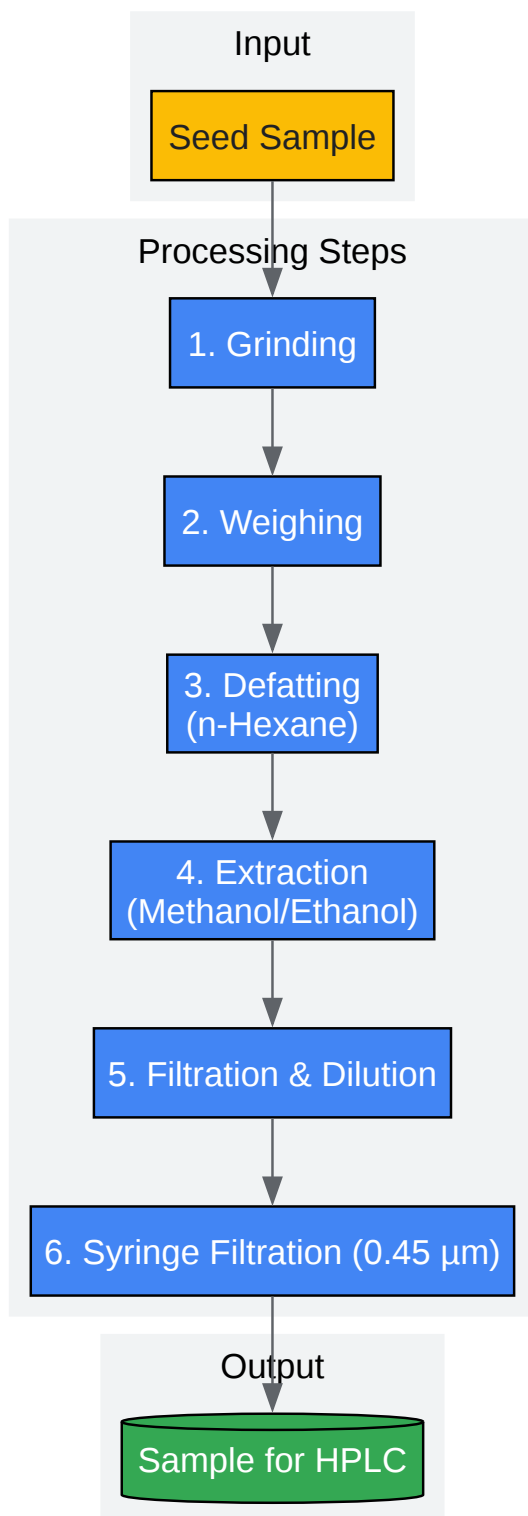 Input
Seed Sample
Processing Steps
1. Grinding
2. Weighing
3. Defatting
(n-Hexane)
4. Extraction
(Methanol/Ethanol)
5. Filtration & Dilution
6. Syringe Filtration (0.45 µm)
Output
Sample for HPLC